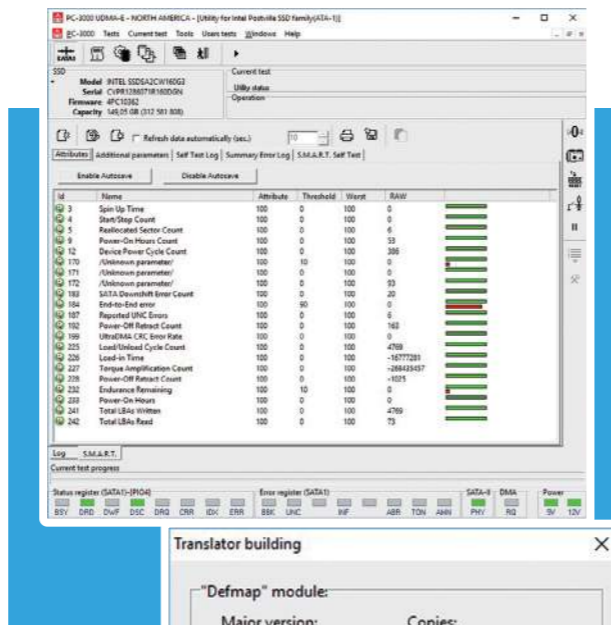 PC-3000 UDMA-E - NORTH AMERICA - [Utility for Intel Postville SSD family(ATA-1)]
PC-3000 Tests Current test Tools Users tests Windows Help
SSD
Model INTEL SSDSA2CW160G3
Serial CVPR1286071R160DGN
Firmware 4PC10362
Capacity 149,05 GB (312 581 808)
Current test
Utility status
Operation
Refresh data automatically (sec.) 10
Attributes Additional parameters Self Test Log Summary Error Log S.M.A.R.T. Self Test
Enable Autosave Disable Autosave
Id Name Attribute Threshold Worst RAW
3 Spin Up Time 100 0 100 0
4 Start/Stop Count 100 0 100 0
5 Reallocated Sector Count 100 0 100 6
9 Power-On Hours Count 100 0 100 53
12 Device Power Cycle Count 100 0 100 386
170 /Unknown parameter/ 100 10 100 0
171 /Unknown parameter/ 100 0 100 0
172 /Unknown parameter/ 100 0 100 93
183 SATA Downshift Error Count 100 0 100 20
184 End-to-End error 100 90 100 0
187 Reported UNC Errors 100 0 100 6
192 Power-Off Retract Count 100 0 100 163
199 UltraDMA CRC Error Rate 100 0 100 0
225 Load/Unload Cycle Count 100 0 100 4769
226 Load-in Time 100 0 100 -16777281
227 Torque Amplification Count 100 0 100 -268435457
228 Power-Off Retract Count 100 0 100 -1025
232 Endurance Remaining 100 10 100 0
233 Power-On Hours 100 0 100 0
241 Total LBAs Written 100 0 100 4769
242 Total LBAs Read 100 0 100 73
Log S.M.A.R.T.
Current test progress
Status register (SATA1)-[PIO4] Error register (SATA1) SATA-II DMA Power
BSY DRD DWF DSC DRQ CRR IDX ERR BBK UNC INF ABR TON AMN PHY RQ 5V 12V
Translator building
"Defmap" module:
Major version: Copies: